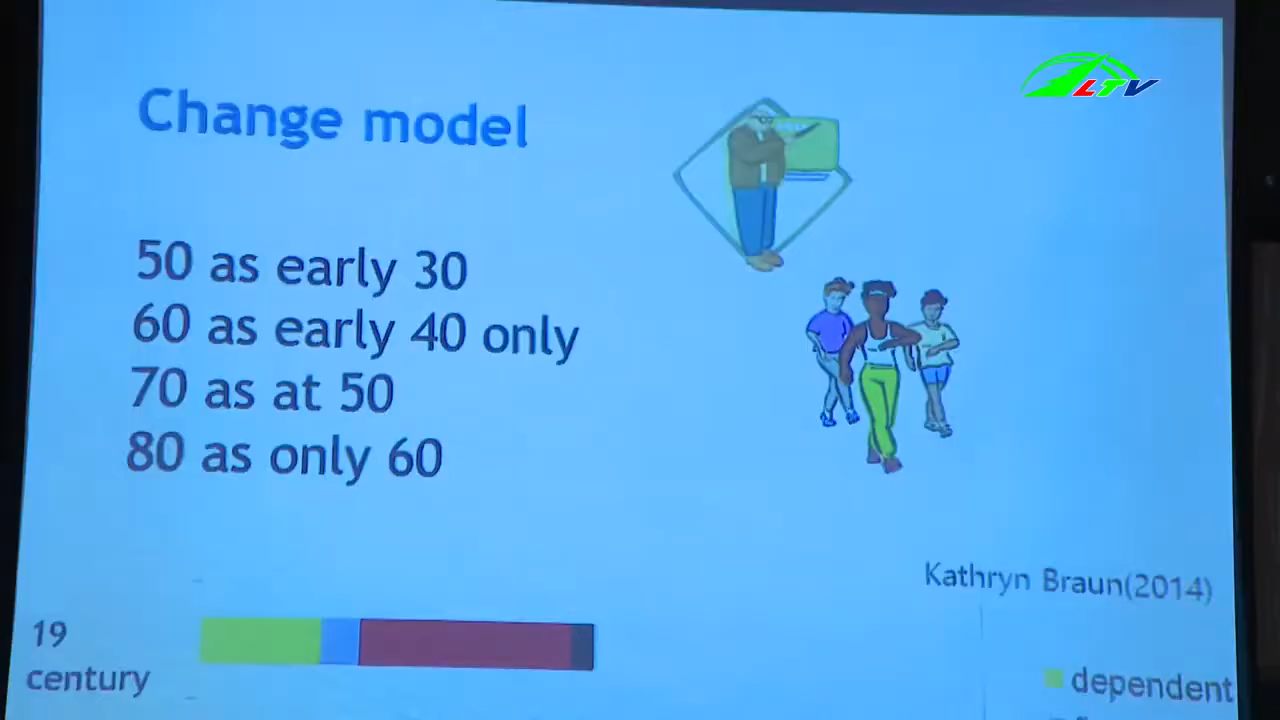 LTV
Change model
50 as early 30
60 as early 40 only
70 as at 50
80 as only 60
Kathryn Braun(2014)
19
century
dependent